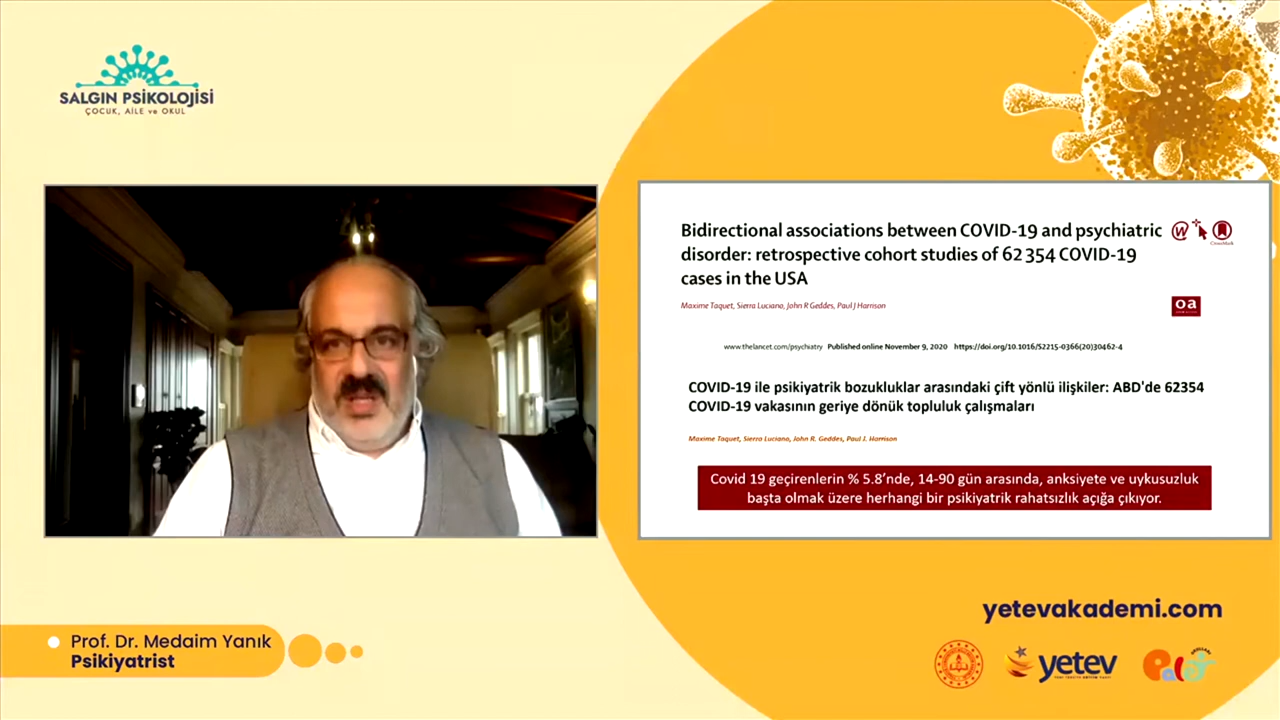 SALGIN PSİKOLOJİSİ
ÇOCUK, AİLE ve OKUL
Bidirectional associations between COVID-19 and psychiatric
disorder: retrospective cohort studies of 62 354 COVID-19
cases in the USA
CrossMark
Maxime Taquet, Sierra Luciano, John R Geddes, Paul J Harrison
oa
www.thelancet.com/psychiatry Published online November 9, 2020 https://doi.org/10.1016/S2215-0366(20)30462-4
COVID-19 ile psikiyatrik bozukluklar arasındaki çift yönlü ilişkiler: ABD'de 62354
COVID-19 vakasının geriye dönük topluluk çalışmaları
Maxime Taquet, Sierra Luciano, John R. Geddes, Paul J. Harrison
Covid 19 geçirenlerin % 5.8'nde, 14-90 gün arasında, anksiyete ve uykusuzluk
başta olmak üzere herhangi bir psikiyatrik rahatsızlık açığa çıkıyor.
yetevakademi.com
Prof. Dr. Medaim Yanık
Psikiyatrist
yetev
Palet